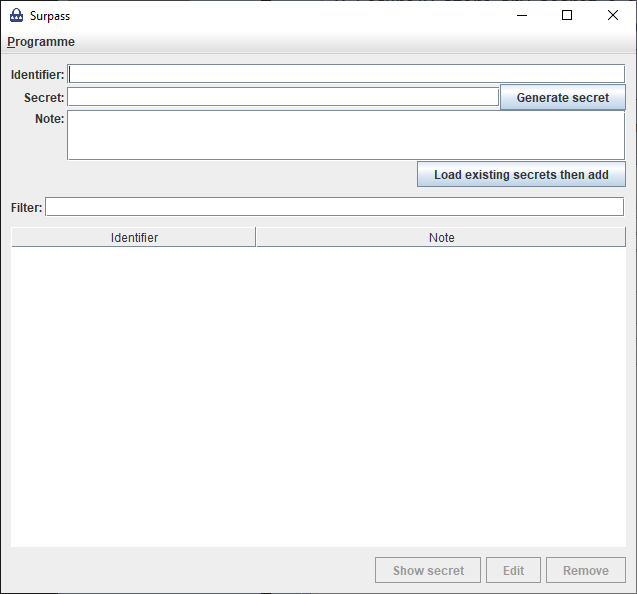 Surpass
Programme
Identifier:
Secret: Generate secret
Note:
Load existing secrets then add
Filter:
Identifier Note
Show secret Edit Remove